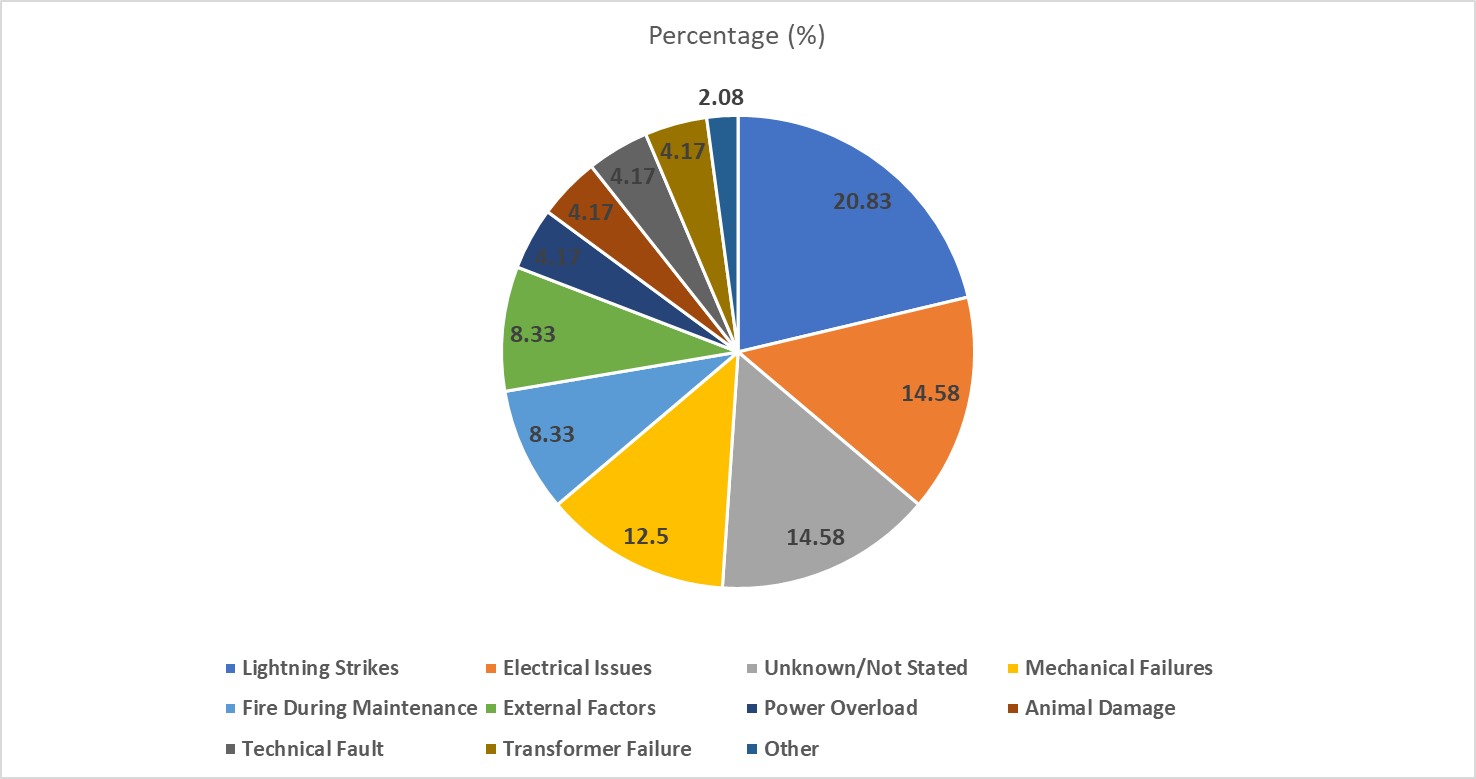 Percentage (%)
2.08
20.83
14.58
14.58
12.5
8.33
8.33
4.17
4.17
4.17
4.17
Lightning Strikes
Electrical Issues
Unknown/Not Stated
Mechanical Failures
Fire During Maintenance
External Factors
Power Overload
Animal Damage
Technical Fault
Transformer Failure
Other